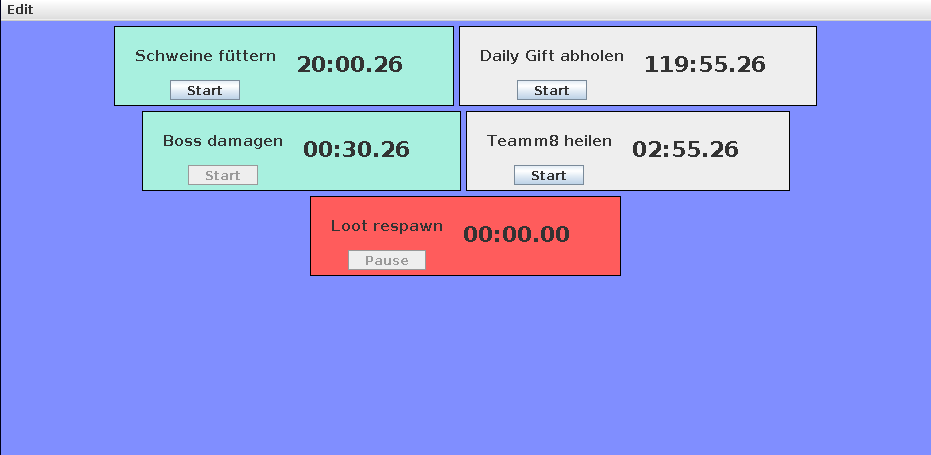 Edit
Schweine füttern
20:00.26
Start
Daily Gift abholen
119:55.26
Start
Boss damagen
00:30.26
Start
Teamm8 heilen
02:55.26
Start
Loot respawn
00:00.00
Pause